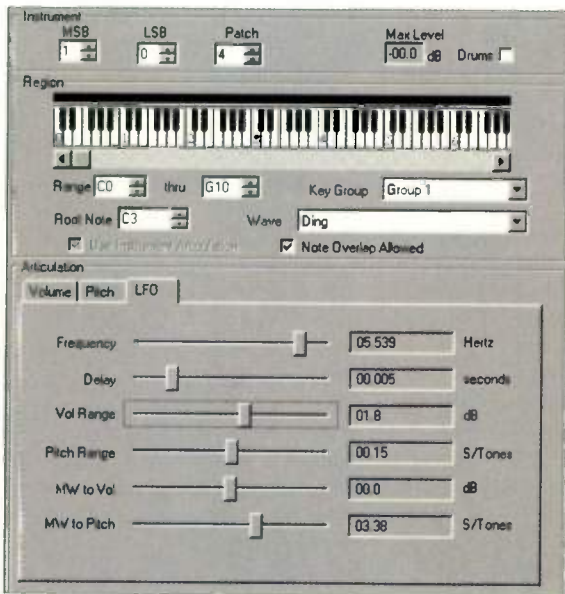 Instrument
MSB LSB Patch Max Level
1 0 4 -00.0 dB Drums
Region
Range C0 thru G10 Key Group Group 1
Root Note C3 Wave Ding
Use Instrument Articulation Note Overlap Allowed
Articulation
Volume Pitch LFO
Frequency 05.539 Hertz
Delay 00.005 seconds
Vol Range 01.8 dB
Pitch Range 00.15 S/Tones
MW to Vol 00.0 dB
MW to Pitch 03.38 S/Tones